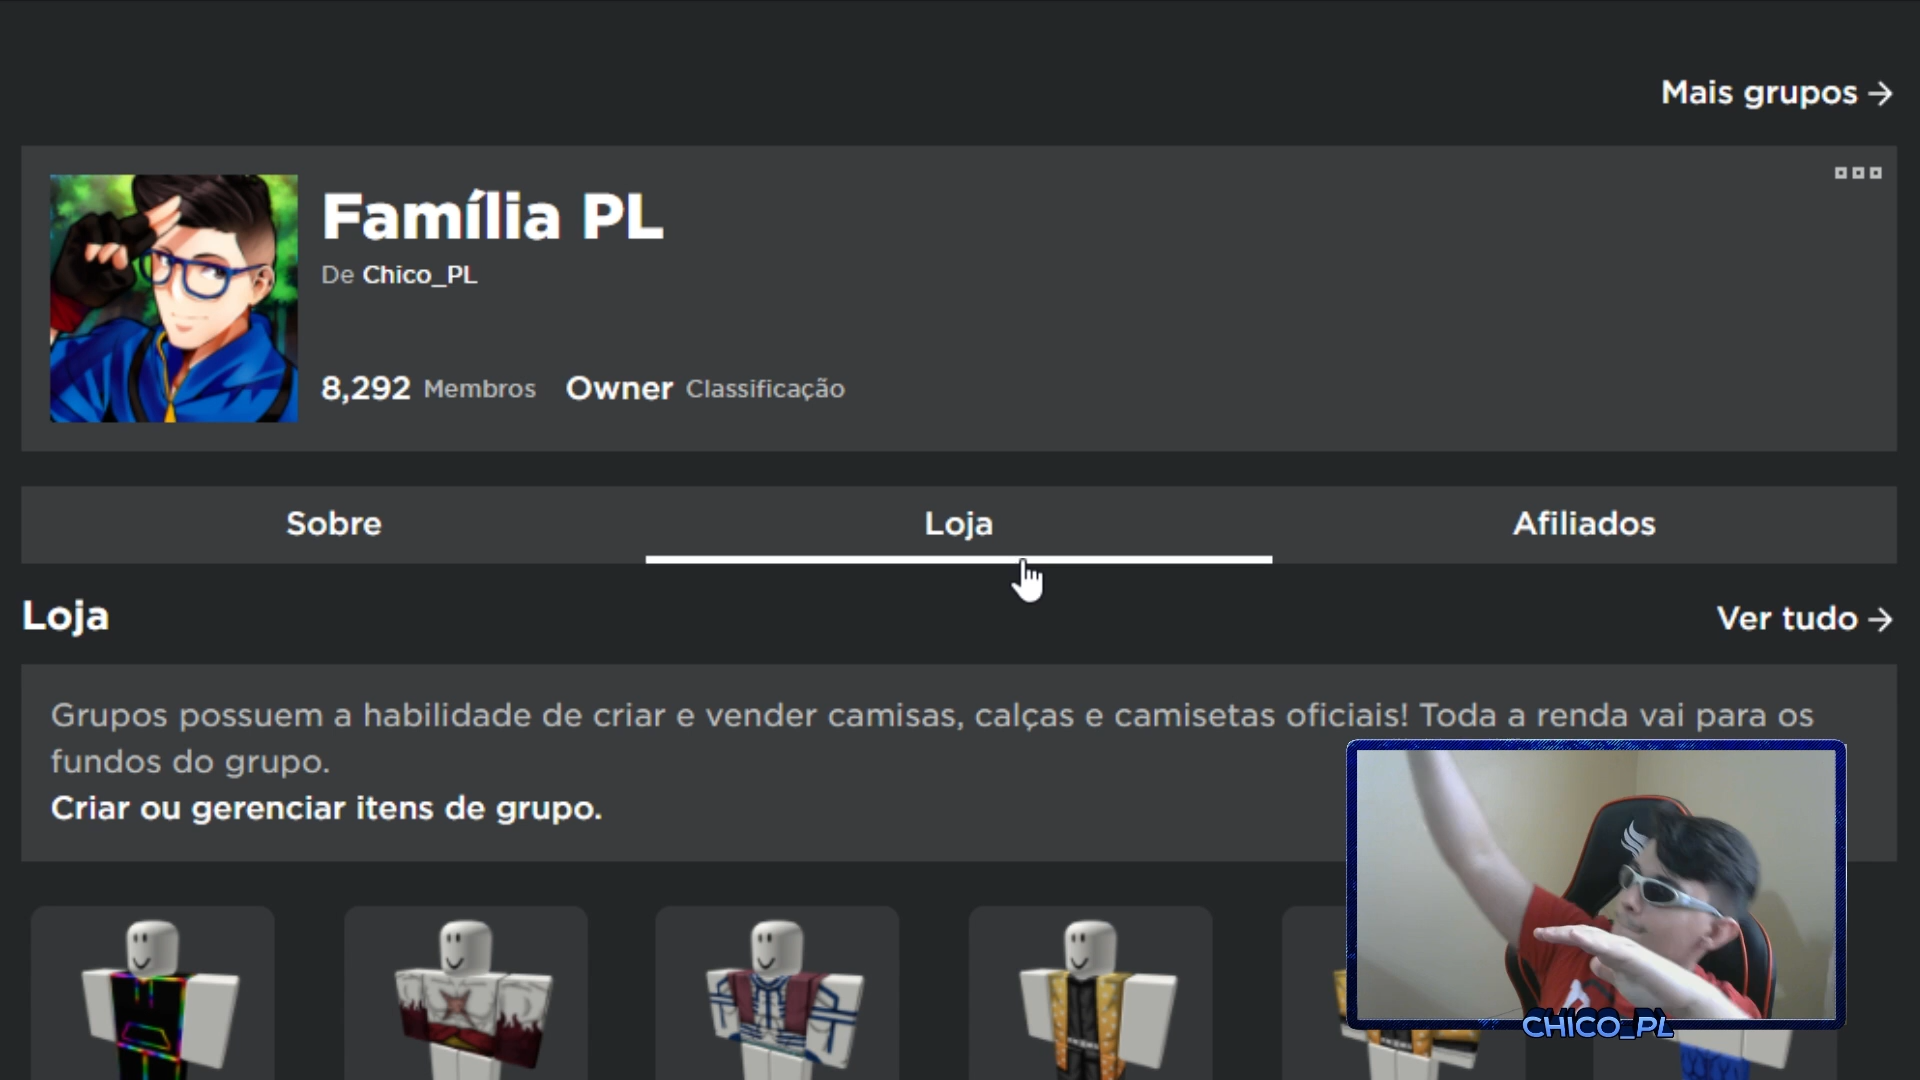 Mais grupos
Família PL
De Chico_PL
8,292 Membros Owner Classificação
Sobre Loja Afiliados
Loja
Ver tudo
Grupos possuem a habilidade de criar e vender camisas, calças e camisetas oficiais! Toda a renda vai para os
fundos do grupo.
Criar ou gerenciar itens de grupo.
CHICO_PL